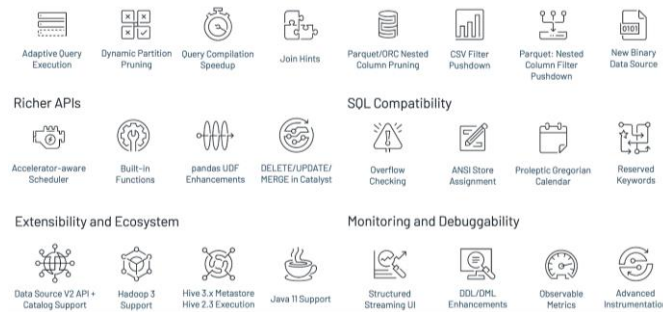 Adaptive Query
Execution
Dynamic Partition
Pruning
Query Compilation
Speedup
Join Hints
Parquet/ORC Nested
Column Pruning
CSV Filter
Pushdown
Parquet: Nested
Column Filter
Pushdown
0101
New Binary
Data Source
Richer APIs
Accelerator-aware
Scheduler
Built-in
Functions
pandas UDF
Enhancements
DELETE/UPDATE/
MERGE in Catalyst
SQL Compatibility
Overflow
Checking
ANSI Store
Assignment
Proleptic Gregorian
Calendar
Reserved
Keywords
Extensibility and Ecosystem
Data Source V2 API +
Catalog Support
Hadoop 3
Support
Hive 3.x Metastore
Hive 2.3 Execution
Java 11 Support
Monitoring and Debuggability
Structured
Streaming UI
DDL/DML
Enhancements
Observable
Metrics
Advanced
Instrumentatio